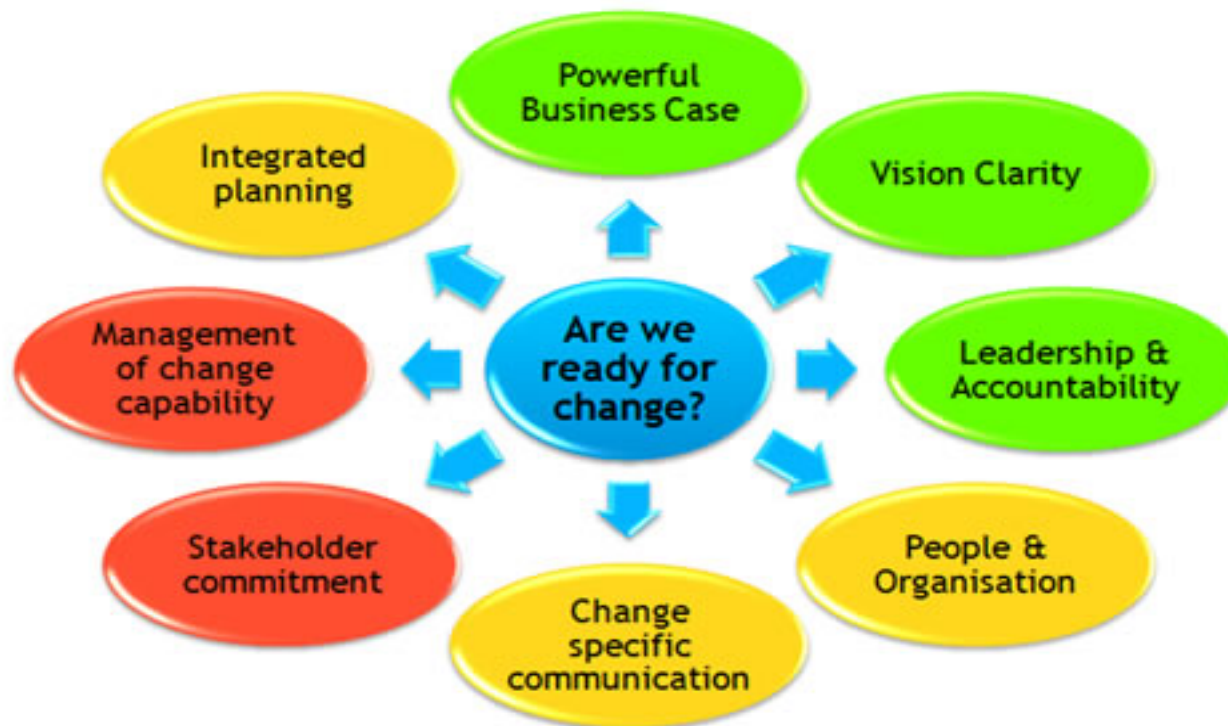 Powerful
Business Case
Integrated
planning
Vision Clarity
Management
of change
capability
Are we
ready for
change?
Leadership &
Accountability
Stakeholder
commitment
People &
Organisation
Change
specific
communication